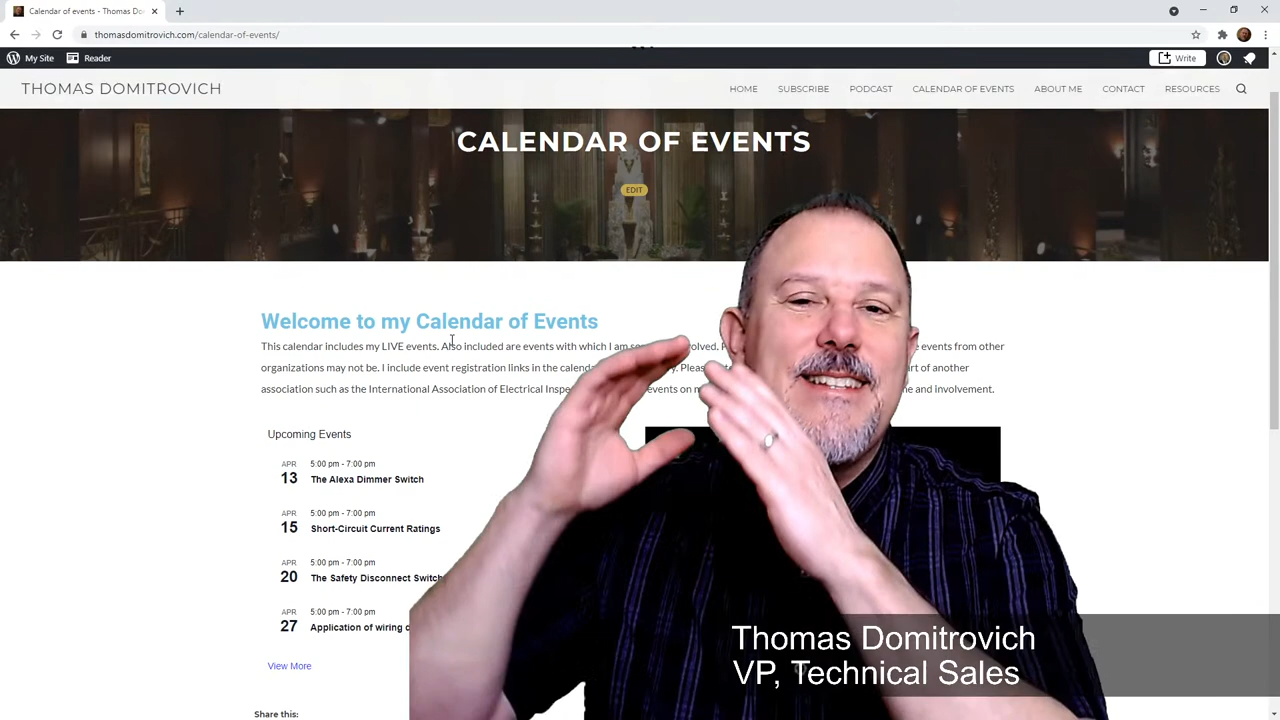 Calendar of events - Thomas Do
thomasdomitrovich.com/calendar-of-events/
My Site Reader Write
THOMAS DOMITROVICH HOME SUBSCRIBE PODCAST CALENDAR OF EVENTS ABOUT ME CONTACT RESOURCES
CALENDAR OF EVENTS
EDIT
Welcome to my Calendar of Events
This calendar includes my LIVE events. Also included are events with which I am events from other
organizations may not be. I include event registration links in the of another
association such as the International Association of Electrical events on and involvement.
Upcoming Events
APR 5:00 pm - 7:00 pm
13 The Alexa Dimmer Switch
APR 5:00 pm - 7:00 pm
15 Short-Circuit Current Ratings
APR 5:00 pm - 7:00 pm
20 The Safety Disconnect Switch
APR 5:00 pm - 7:00 pm
27 Application of wiring
View More
Share this:
Thomas Domitrovich
VP, Technical Sales